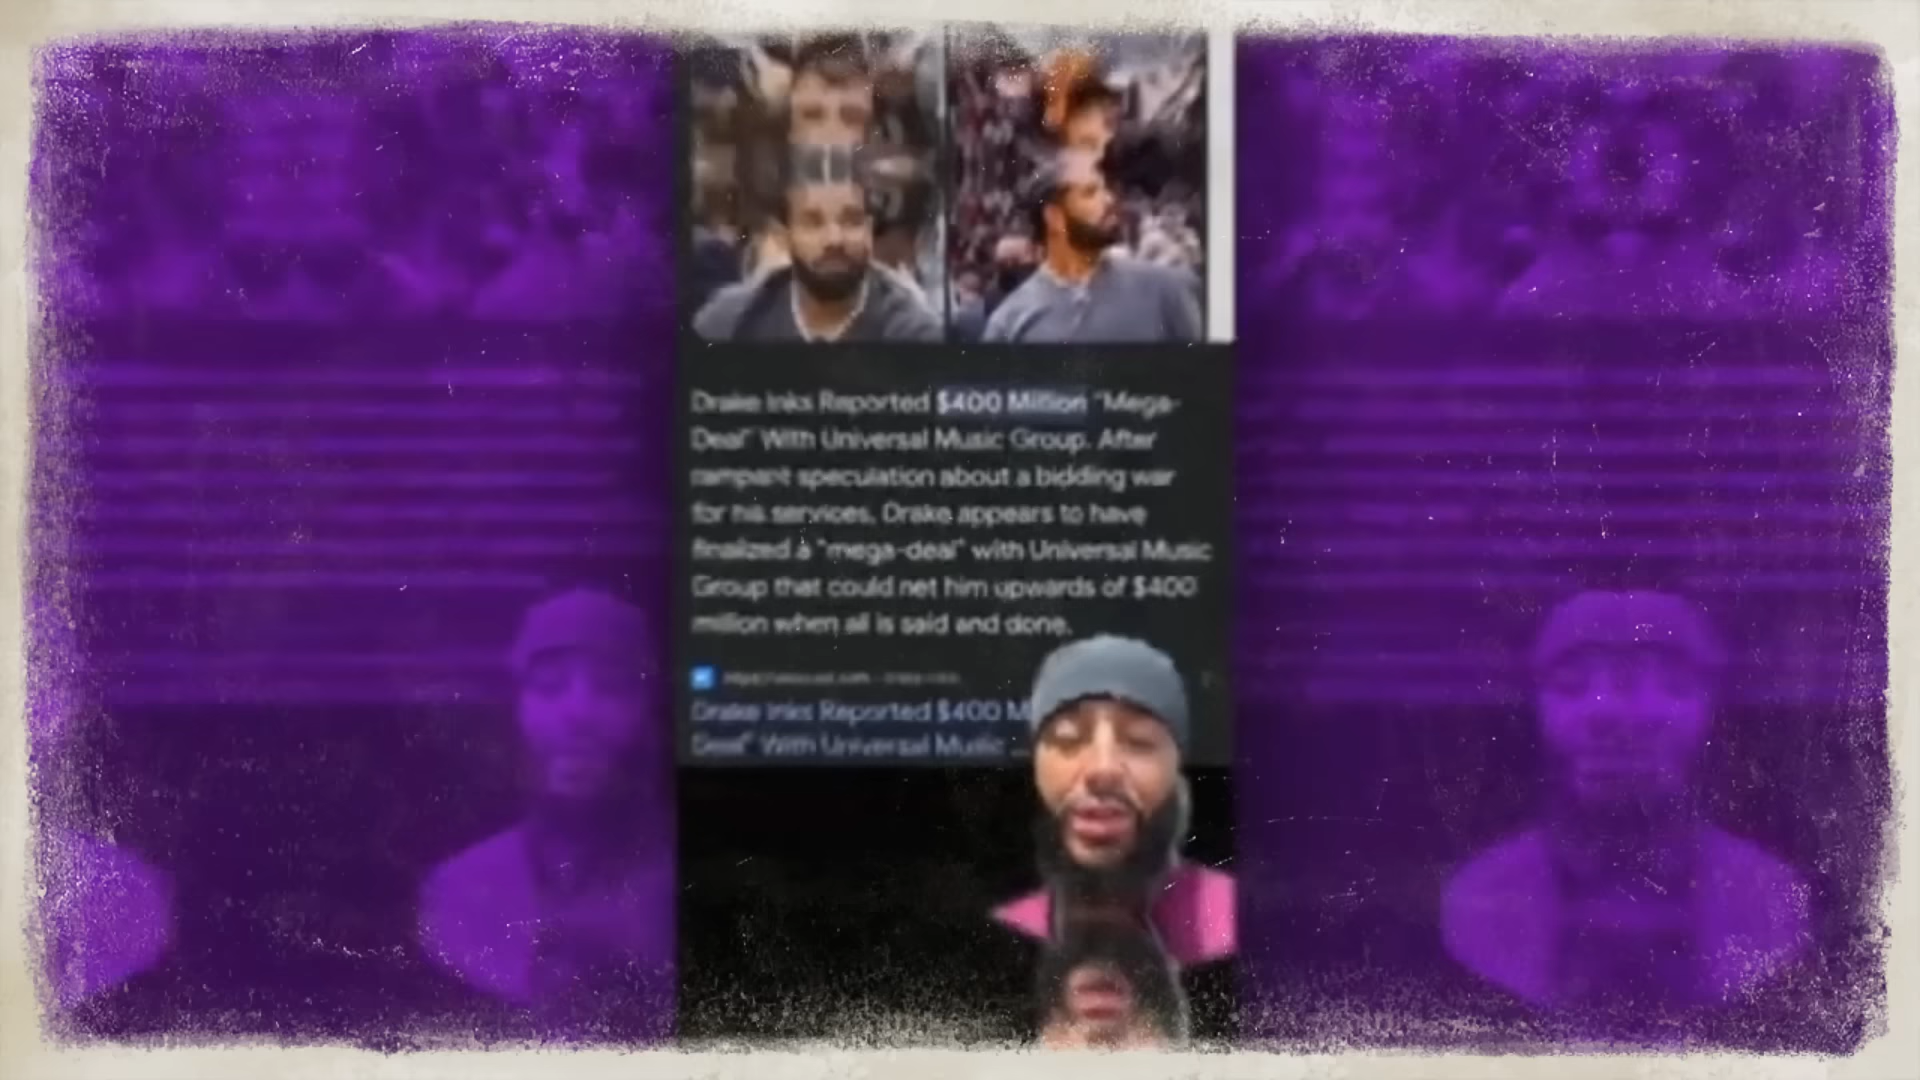 Drake Inks Reported $400 Million "Mega-
Deal" With Universal Music Group. After
rampant speculation about a bidding war
for his services, Drake appears to have
finalized a "mega-deal" with Universal Music
Group that could net him upwards of $400
million when all is said and done.
Drake Inks Reported $400 M
Deal" With Universal Music ...